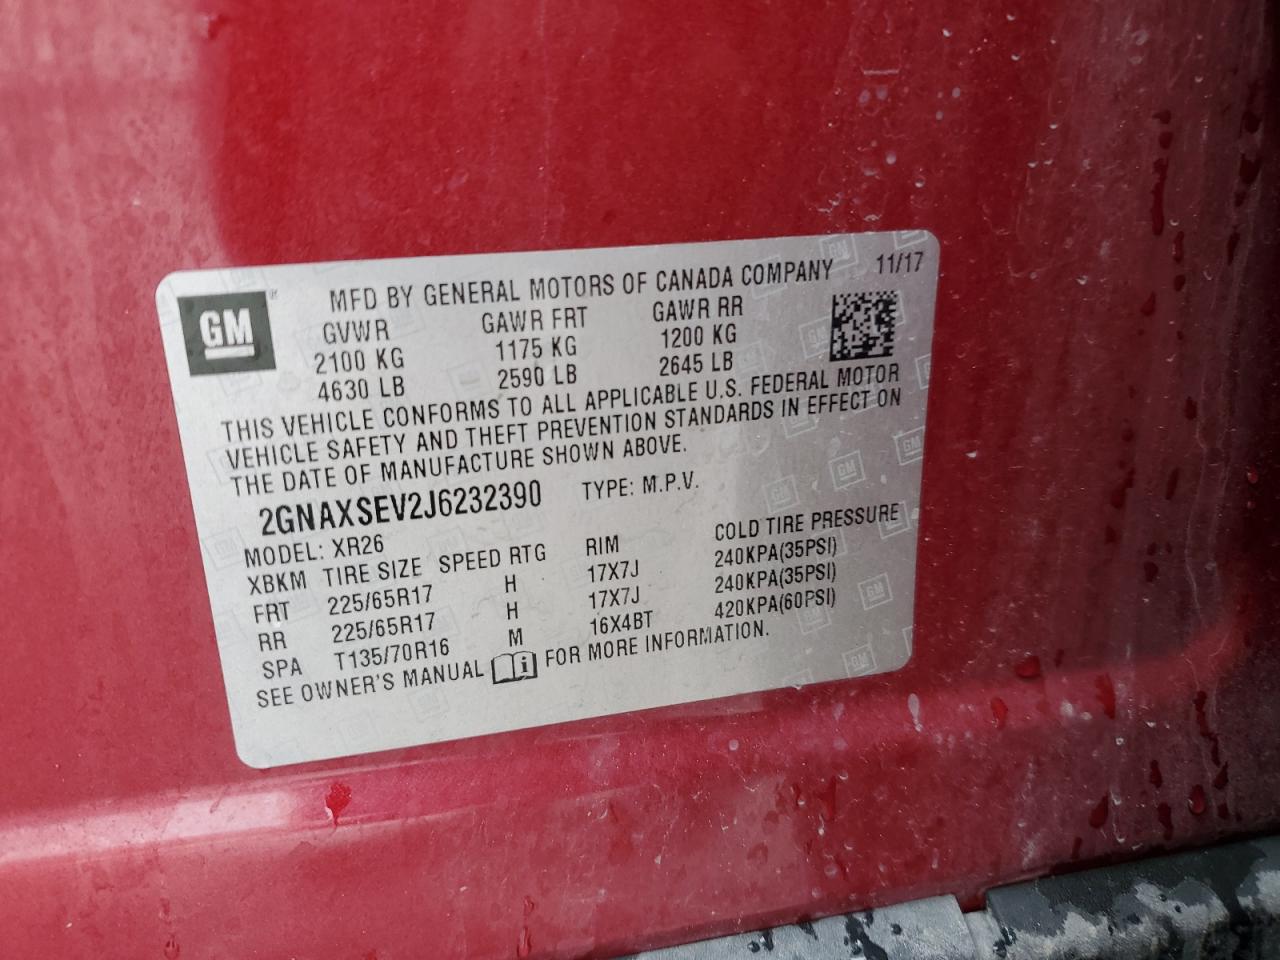 GM ®
MFD BY GENERAL MOTORS OF CANADA COMPANY 11/17
GVWR GAWR FRT GAWR RR
2100 KG 1175 KG 1200 KG
4630 LB 2590 LB 2645 LB
THIS VEHICLE CONFORMS TO ALL APPLICABLE U.S. FEDERAL MOTOR
VEHICLE SAFETY AND THEFT PREVENTION STANDARDS IN EFFECT ON
THE DATE OF MANUFACTURE SHOWN ABOVE.
2GNAXSEV2J6232390 TYPE: M.P.V.
MODEL: XR26
XBKM TIRE SIZE SPEED RTG RIM COLD TIRE PRESSURE
FRT 225/65R17 H 17X7J 240KPA(35PSI)
RR 225/65R17 H 17X7J 240KPA(35PSI)
SPA T135/70R16 M 16X4BT 420KPA(60PSI)
SEE OWNER'S MANUAL i FOR MORE INFORMATION.